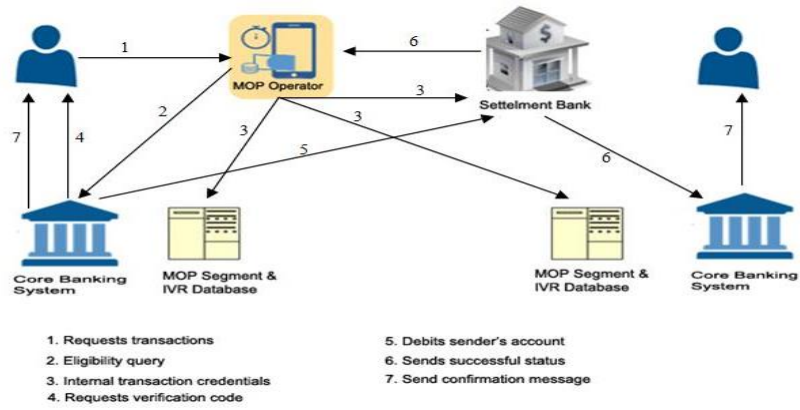 1
6
MOP Operator
Settelment Bank
2
3
3
3
7
4
5
6
7
Core Banking
System
MOP Segment &
IVR Database
MOP Segment &
IVR Database
Core Banking
System
1. Requests transactions
2. Eligibility query
3. Internal transaction credentials
4. Requests verification code
5. Debits sender's account
6. Sends successful status
7. Send confirmation message